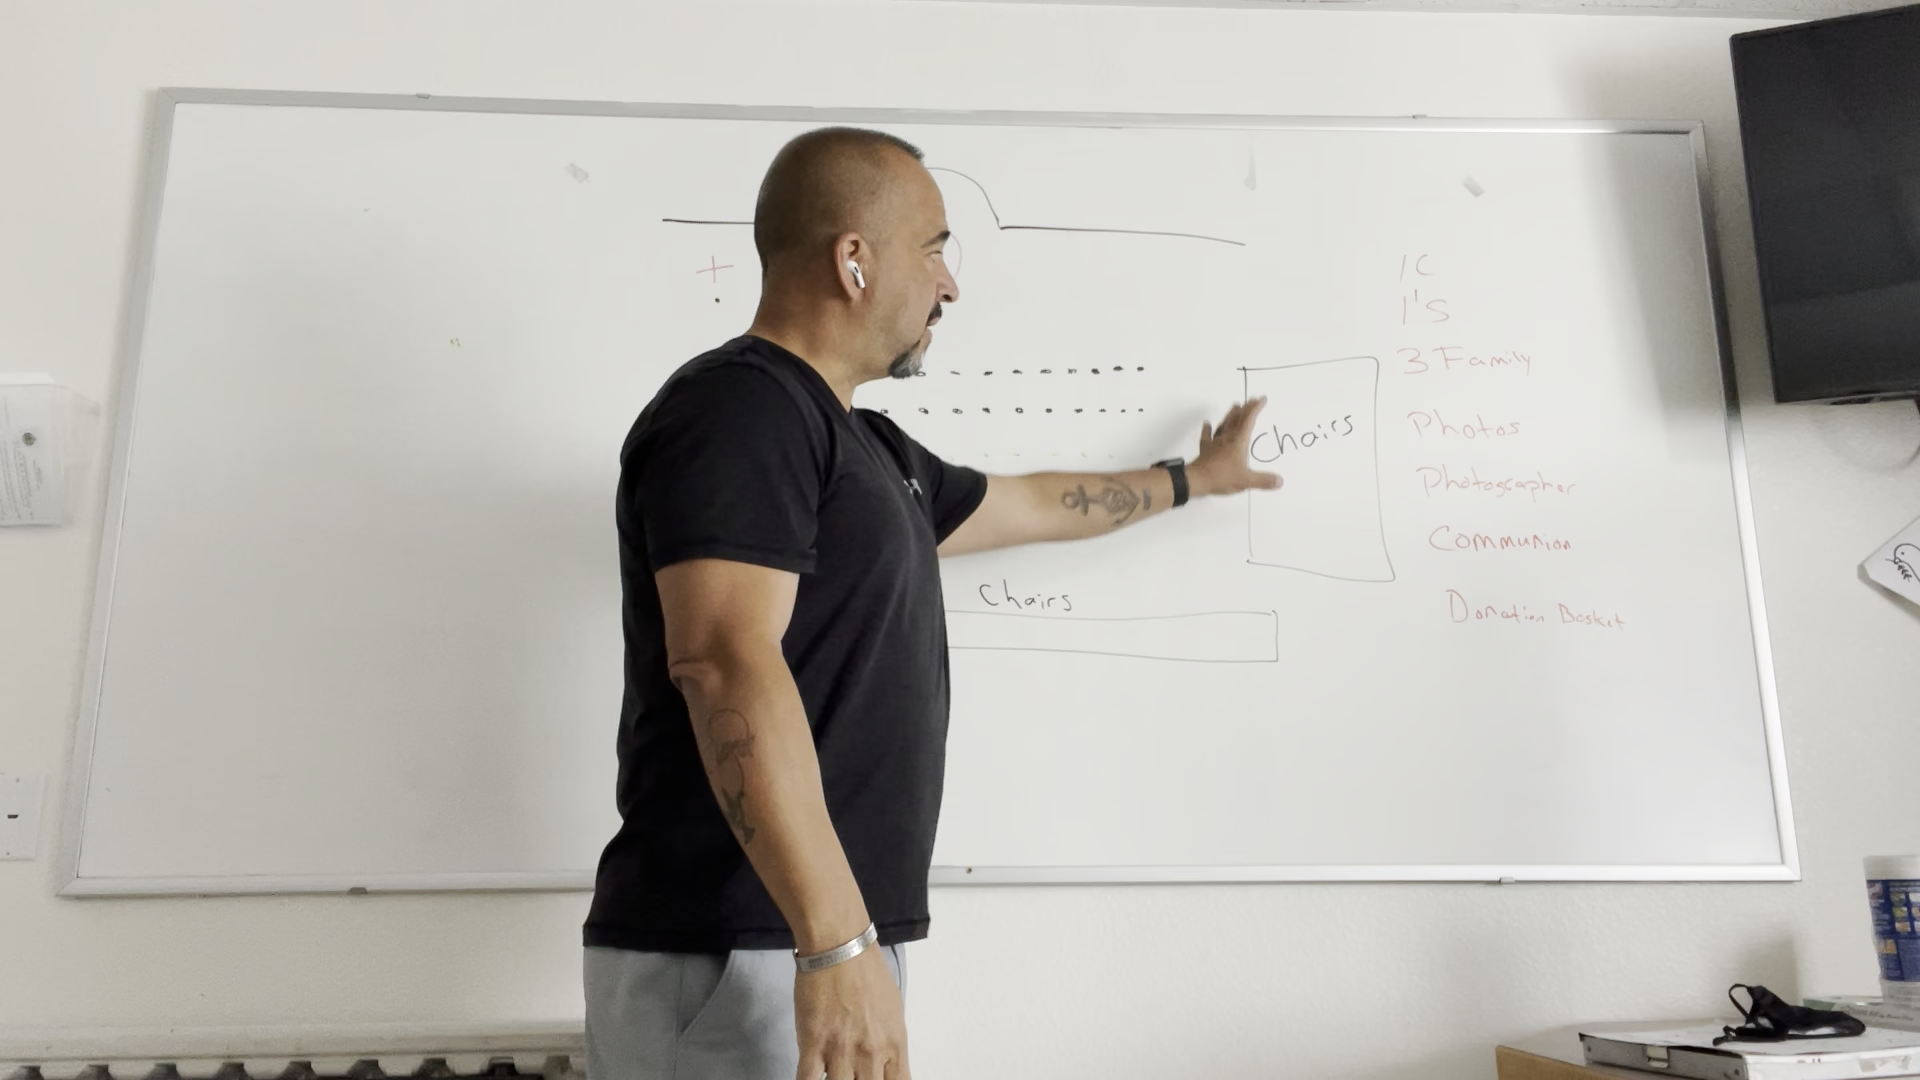 1C
1'S
3 Family
Chairs
Photos
Photographer
Communion
Chairs
Donation Basket